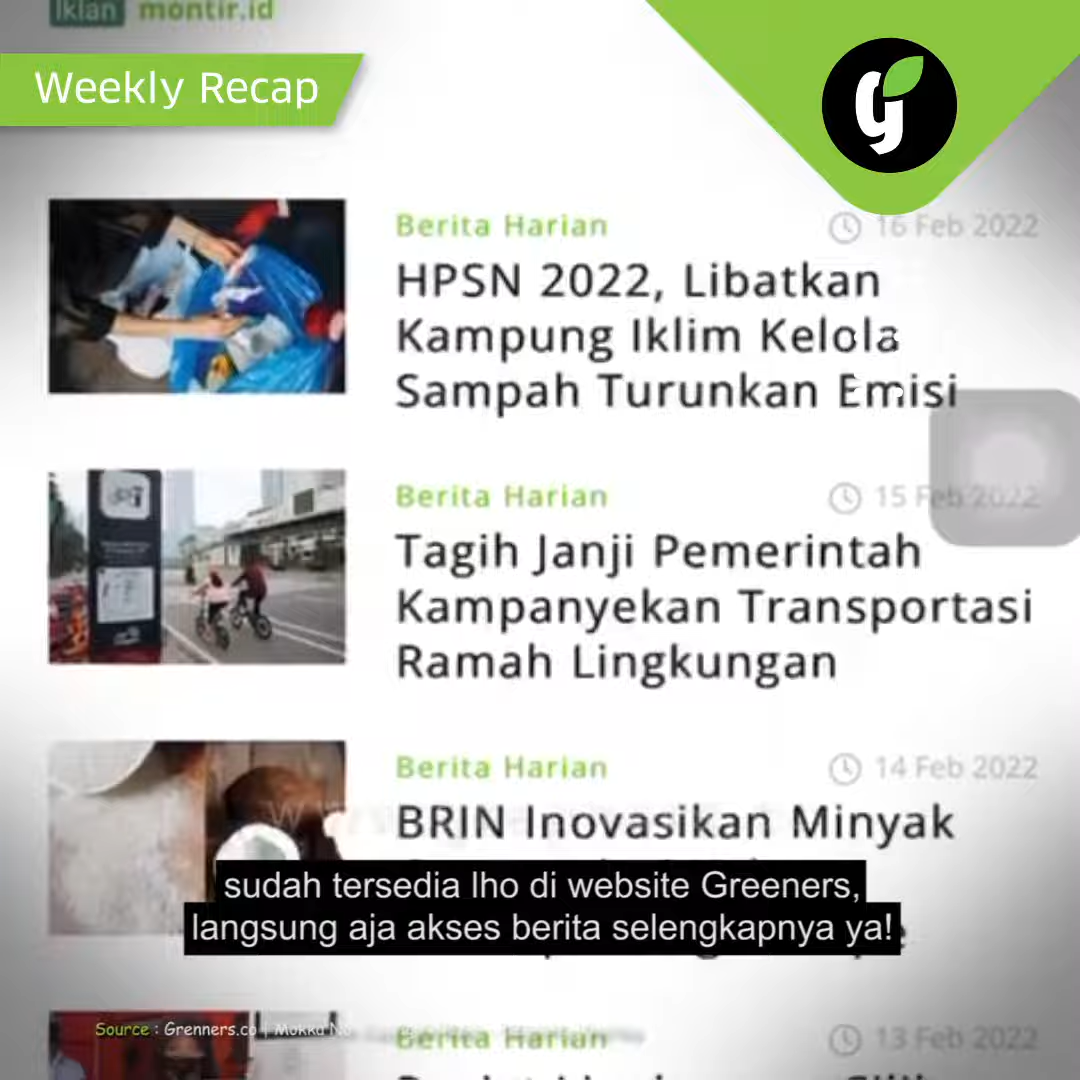 Iklan montir.id
Weekly Recap
g
Berita Harian
16 Feb 2022
HPSN 2022, Libatkan
Kampung Iklim Kelola
Sampah Turunkan Emisi
Berita Harian
15 Feb 2022
Tagih Janji Pemerintah
Kampanyekan Transportasi
Ramah Lingkungan
Berita Harian
14 Feb 2022
BRIN Inovasikan Minyak
sudah tersedia lho di website Greeners,
langsung aja akses berita selengkapnya ya!
Source : Grenners.co |
Berita Harian
13 Feb 2022